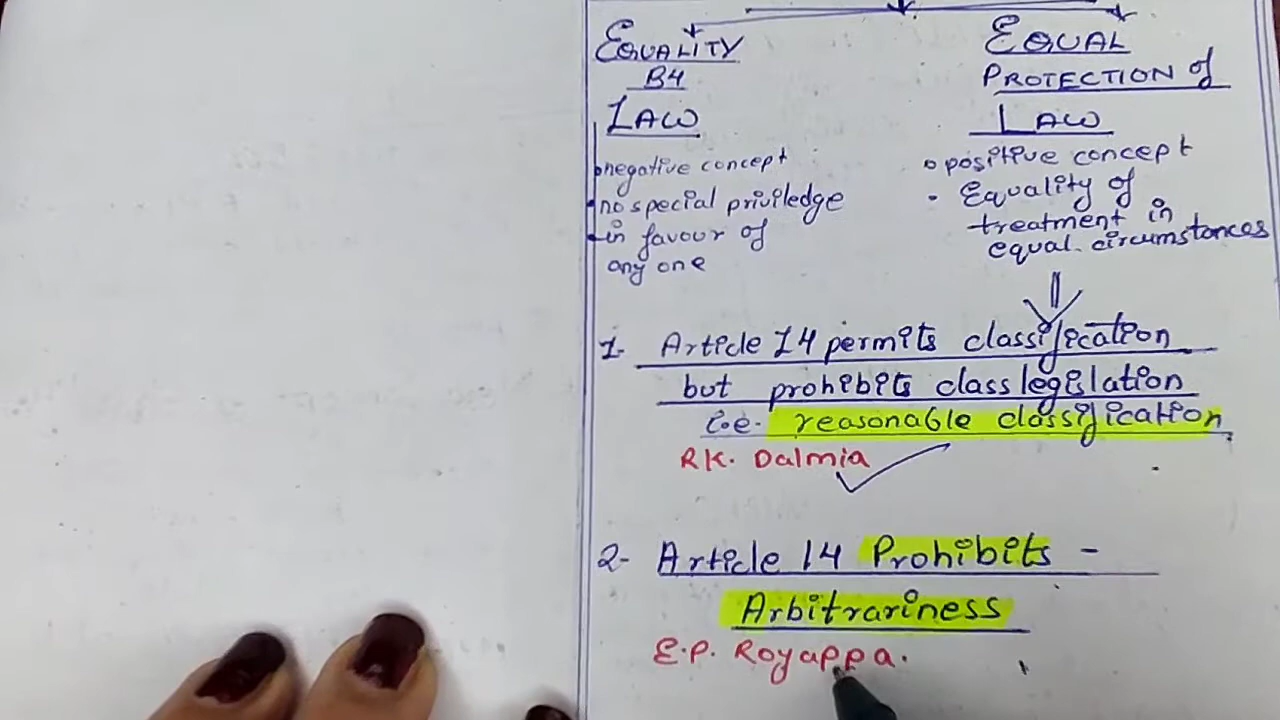 EQUALITY
B4
LAW
negative concept
no special priviledge
in favour of
any one
EQUAL
PROTECTION of
LAW
positive concept
Equality of
treatment in
equal circumstances
1- Article 14 permits classification
but prohibits class legislation
i.e. reasonable classification
RK. Dalmia
2- Article 14 Prohibits -
Arbitrariness
E.P. Royappa.